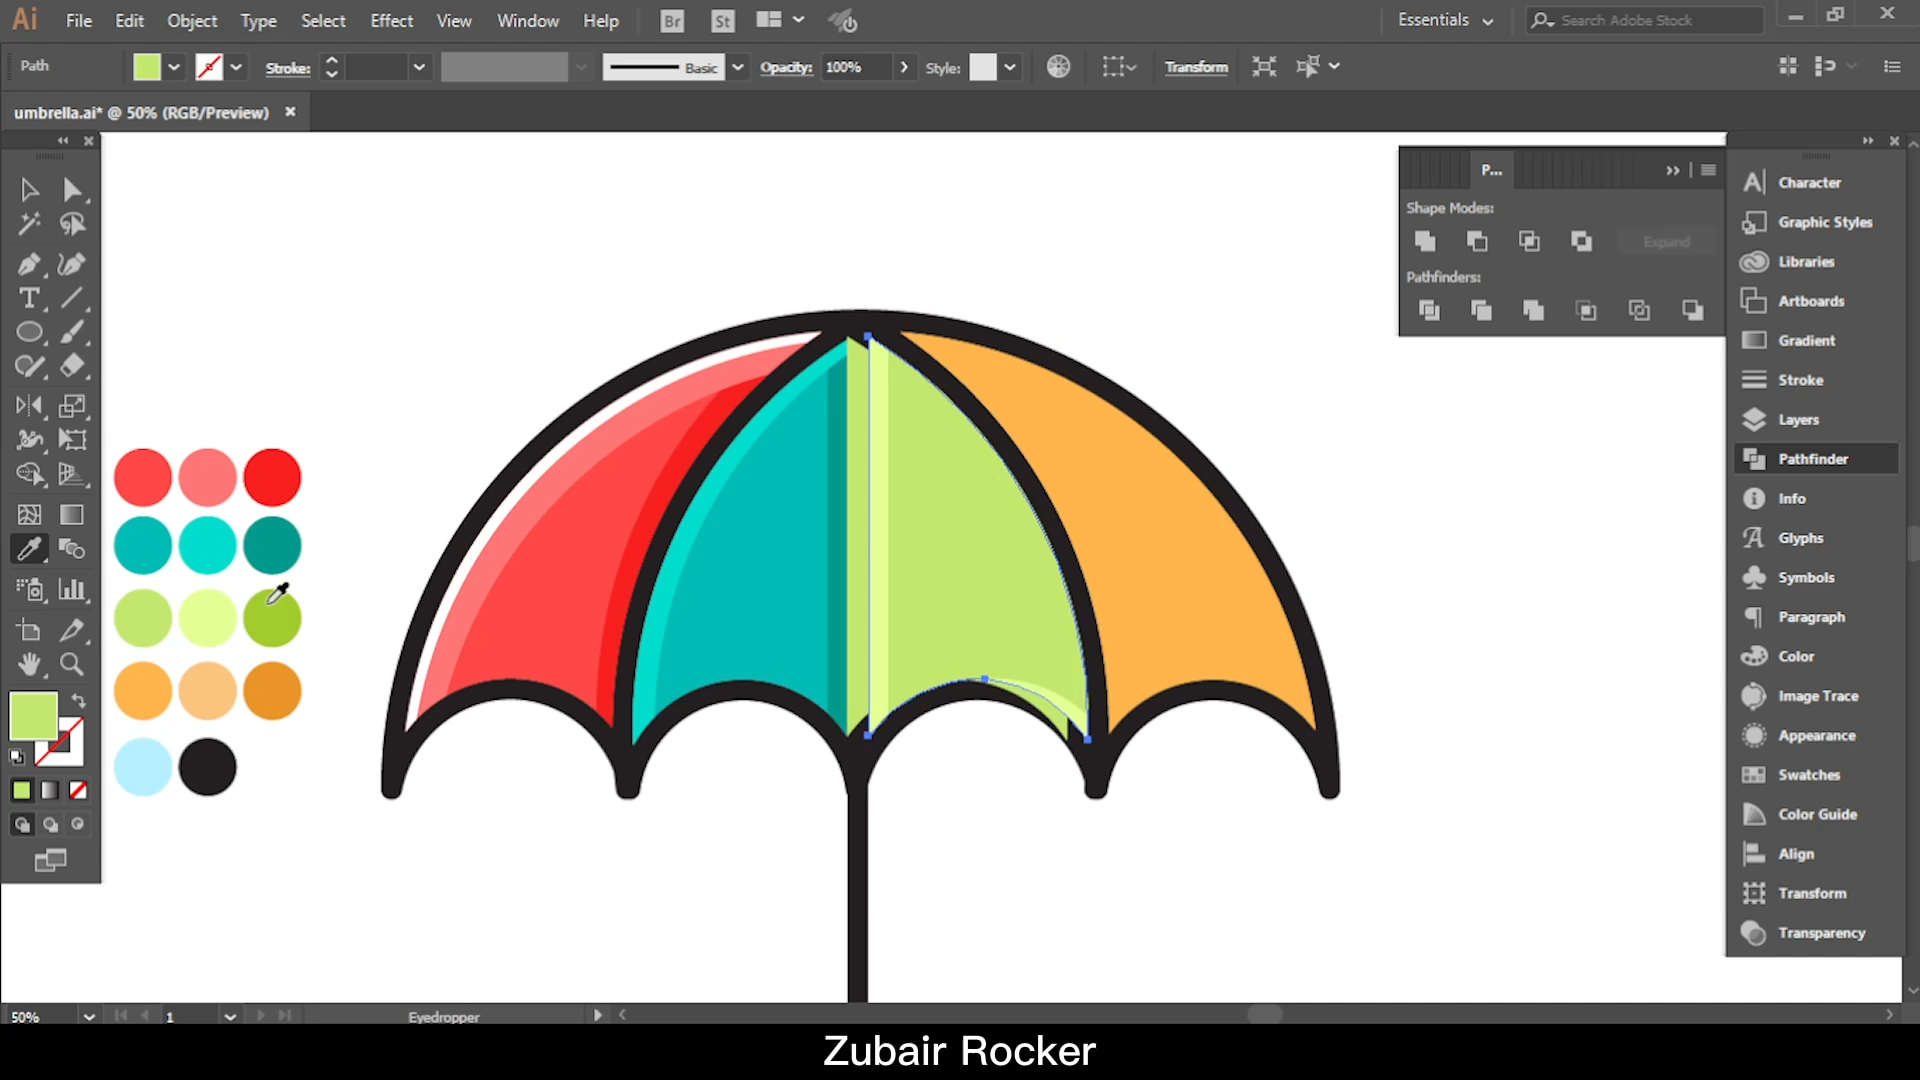 Ai File Edit Object Type Select Effect View Window Help Br St Essentials Search Adobe Stock
Path Stroke: Basic Opacity: 100% Style: Transform
umbrella.ai* @ 50% (RGB/Preview)
P...
Shape Modes:
Expand
Pathfinders:
Character
Graphic Styles
Libraries
Artboards
Gradient
Stroke
Layers
Pathfinder
Info
Glyphs
Symbols
Paragraph
Color
Image Trace
Appearance
Swatches
Color Guide
Align
Transform
Transparency
50% 1 Eyedropper
Zubair Rocker